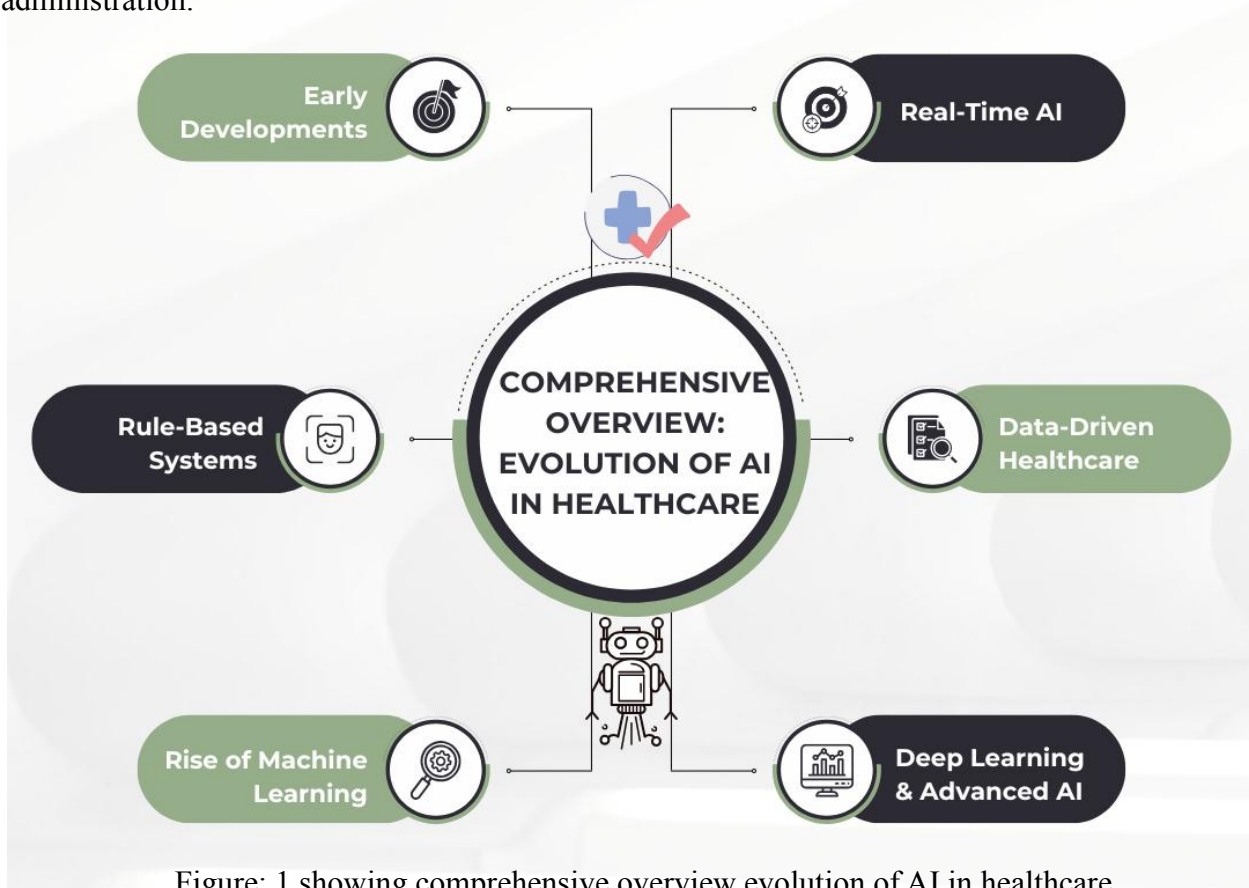 administration.
Early
Developments
Real-Time AI
COMPREHENSIVE
OVERVIEW:
EVOLUTION OF AI
IN HEALTHCARE
Rule-Based
Systems
Data-Driven
Healthcare
Rise of Machine
Learning
Deep Learning
& Advanced AI
Figure: 1 showing comprehensive overview evolution of AI in healthcare